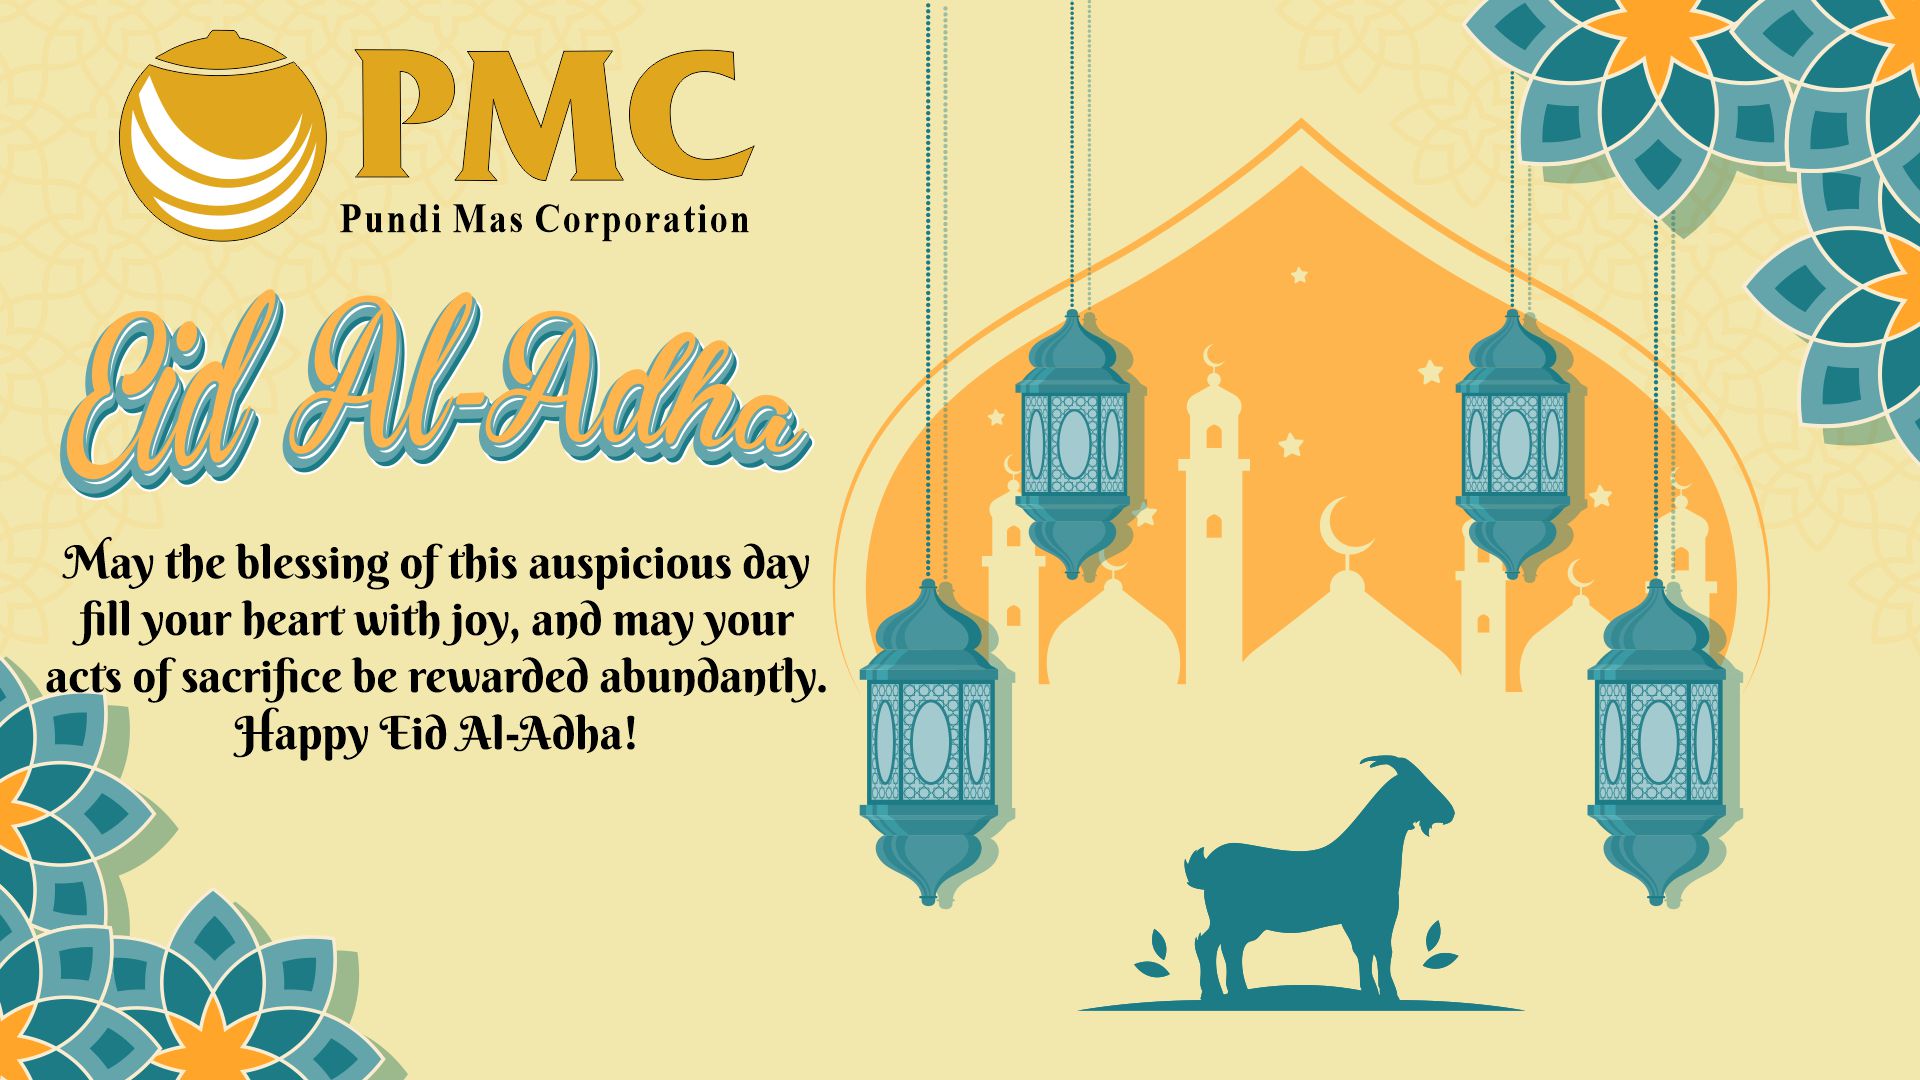 PMC
Pundi Mas Corporation
Eid Al-Adha
May the blessing of this auspicious day
fill your heart with joy, and may your
acts of sacrifice be rewarded abundantly.
Happy Eid Al-Adha!